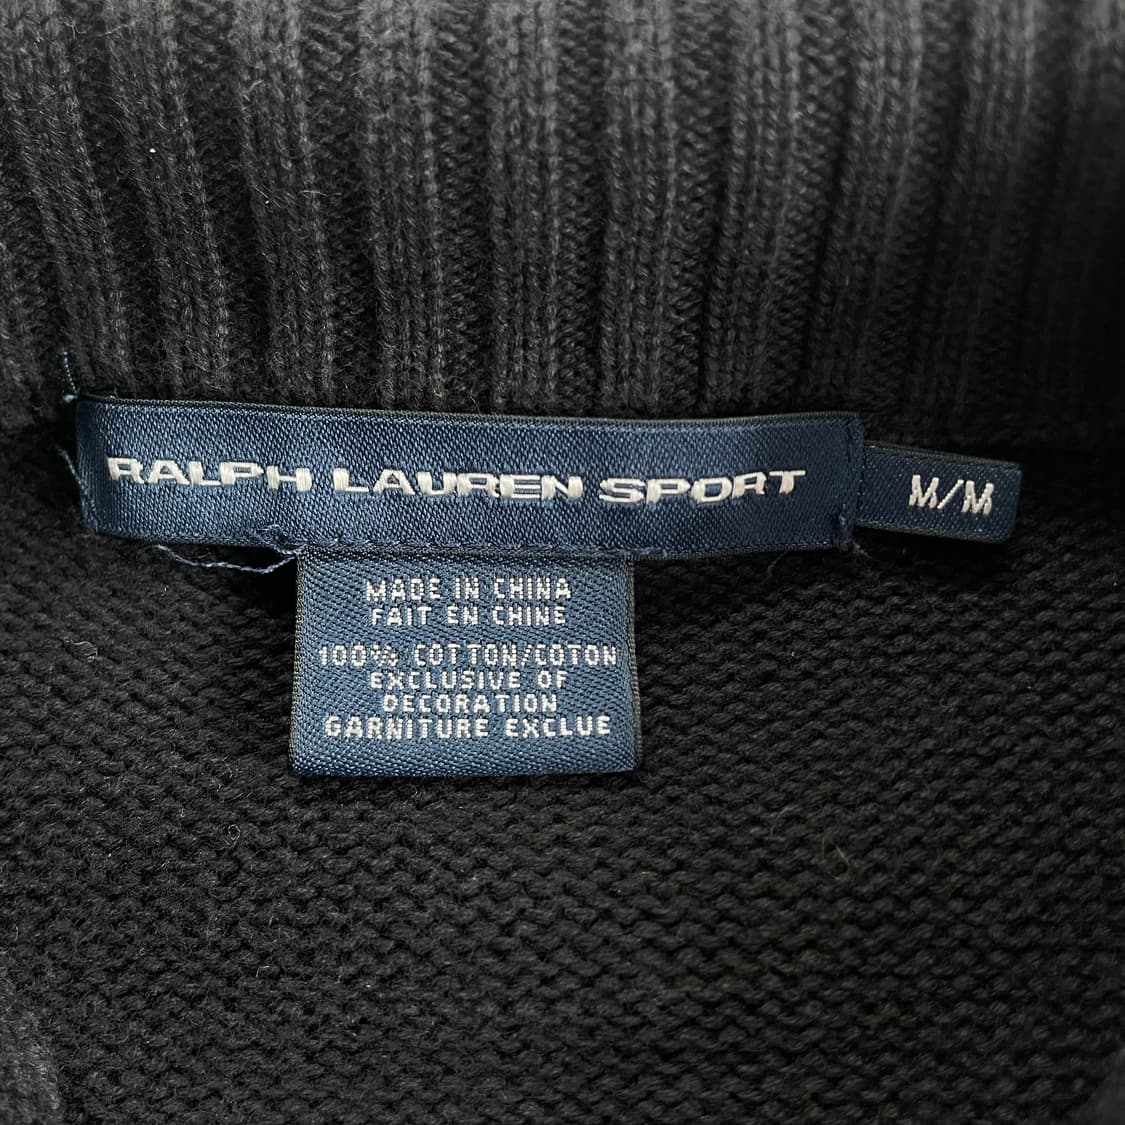 RALPH LAUREN SPORT
M/M
MADE IN CHINA
FAIT EN CHINE
100% COTTON/COTON
EXCLUSIVE OF
DECORATION
GARNITURE EXCLUE